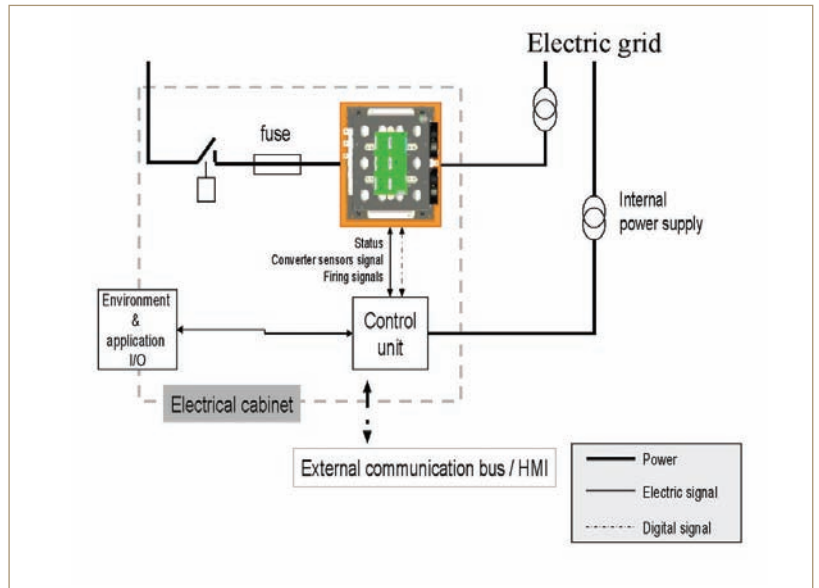 Electric grid
fuse
Internal
power supply
Status
Converter sensors signal
Firing signals
Environment
&
application
I/O
Control
unit
Electrical cabinet
External communication bus / HMI
Power
Electric signal
Digital signal